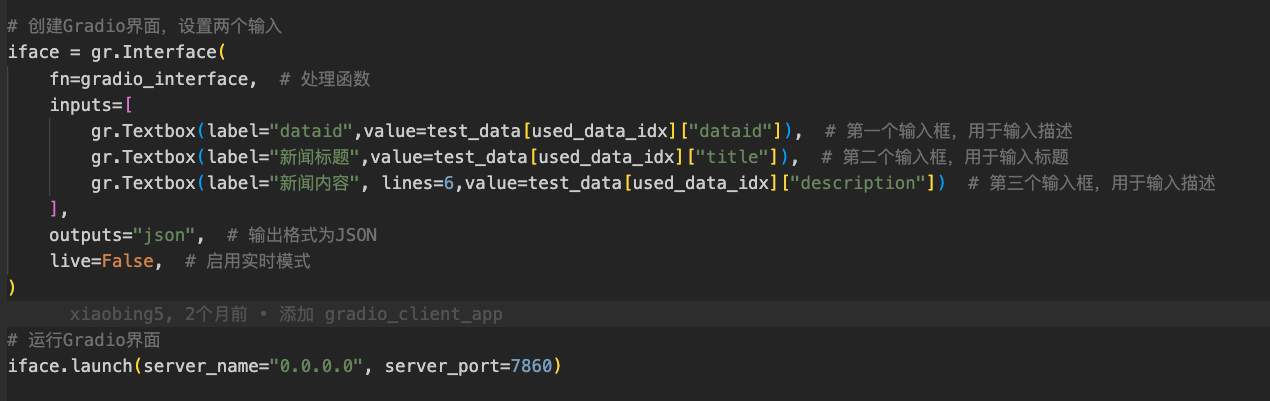 # 创建Gradio界面，设置两个输入
iface = gr.Interface(
    fn=gradio_interface,  # 处理函数
    inputs=[
        gr.Textbox(label="dataid",value=test_data[used_data_idx]["dataid"]),  # 第一个输入框，用于输入描述
        gr.Textbox(label="新闻标题",value=test_data[used_data_idx]["title"]),  # 第二个输入框，用于输入标题
        gr.Textbox(label="新闻内容", lines=6,value=test_data[used_data_idx]["description"])  # 第三个输入框，用于输入描述
    ],
    outputs="json",  # 输出格式为JSON
    live=False,  # 启用实时模式
)
xiaobing5, 2个月前 • 添加 gradio_client_app
# 运行Gradio界面
iface.launch(server_name="0.0.0.0", server_port=7860)